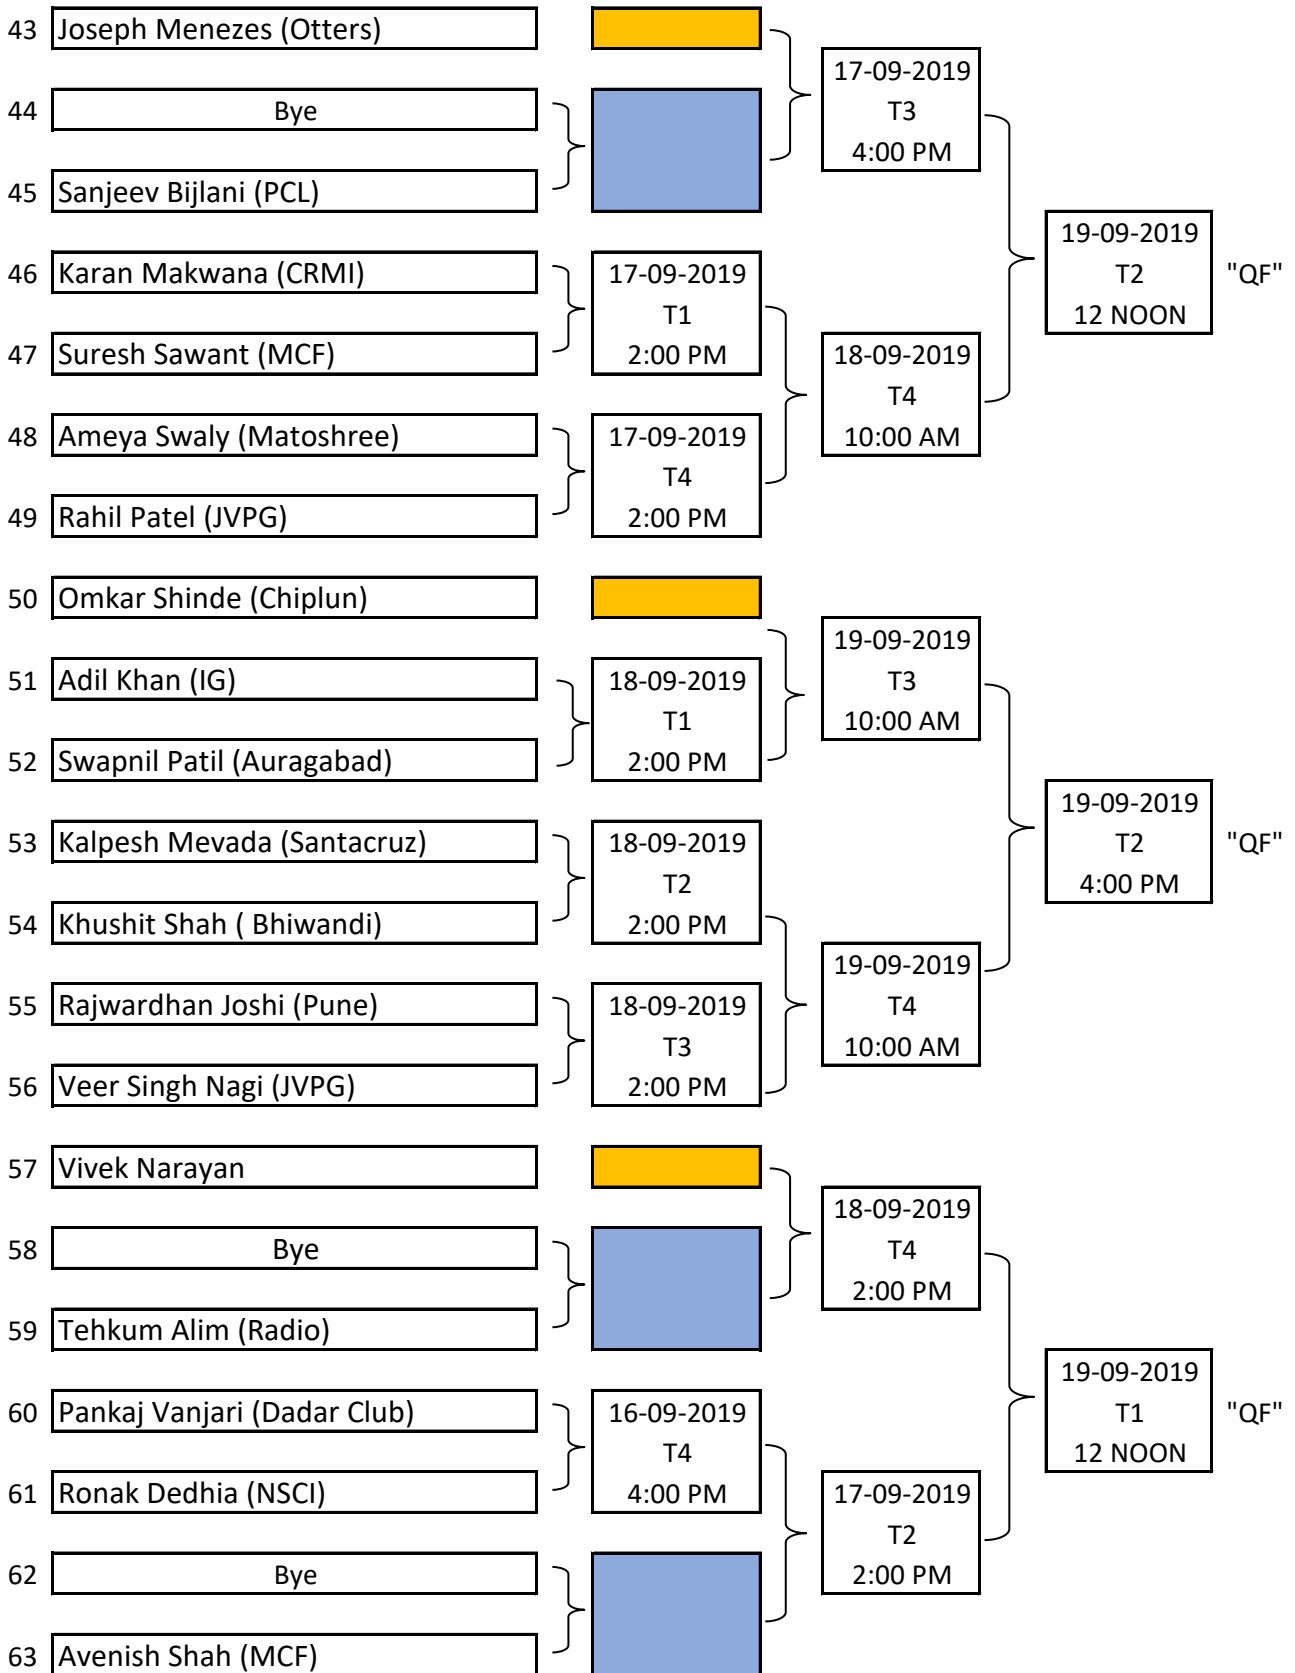 43 Joseph Menezes (Otters)
17-09-2019
44 Bye
T3
4:00 PM
45 Sanjeev Bijlani (PCL)
19-09-2019
46 Karan Makwana (CRMI)
17-09-2019
T2
"QF"
T1
12 NOON
47 Suresh Sawant (MCF)
2:00 PM
18-09-2019
T4
48 Ameya Swaly (Matoshree)
17-09-2019
10:00 AM
T4
49 Rahil Patel (JVPG)
2:00 PM
50 Omkar Shinde (Chiplun)
19-09-2019
51 Adil Khan (IG)
18-09-2019
T3
T1
10:00 AM
52 Swapnil Patil (Auragabad)
2:00 PM
19-09-2019
53 Kalpesh Mevada (Santacruz)
18-09-2019
T2
"QF"
T2
4:00 PM
54 Khushit Shah ( Bhiwandi)
2:00 PM
19-09-2019
55 Rajwardhan Joshi (Pune)
18-09-2019
T4
T3
10:00 AM
56 Veer Singh Nagi (JVPG)
2:00 PM
57 Vivek Narayan
18-09-2019
58 Bye
T4
2:00 PM
59 Tehkum Alim (Radio)
19-09-2019
60 Pankaj Vanjari (Dadar Club)
16-09-2019
T1
"QF"
T4
12 NOON
61 Ronak Dedhia (NSCI)
4:00 PM
17-09-2019
T2
62 Bye
2:00 PM
63 Avenish Shah (MCF)